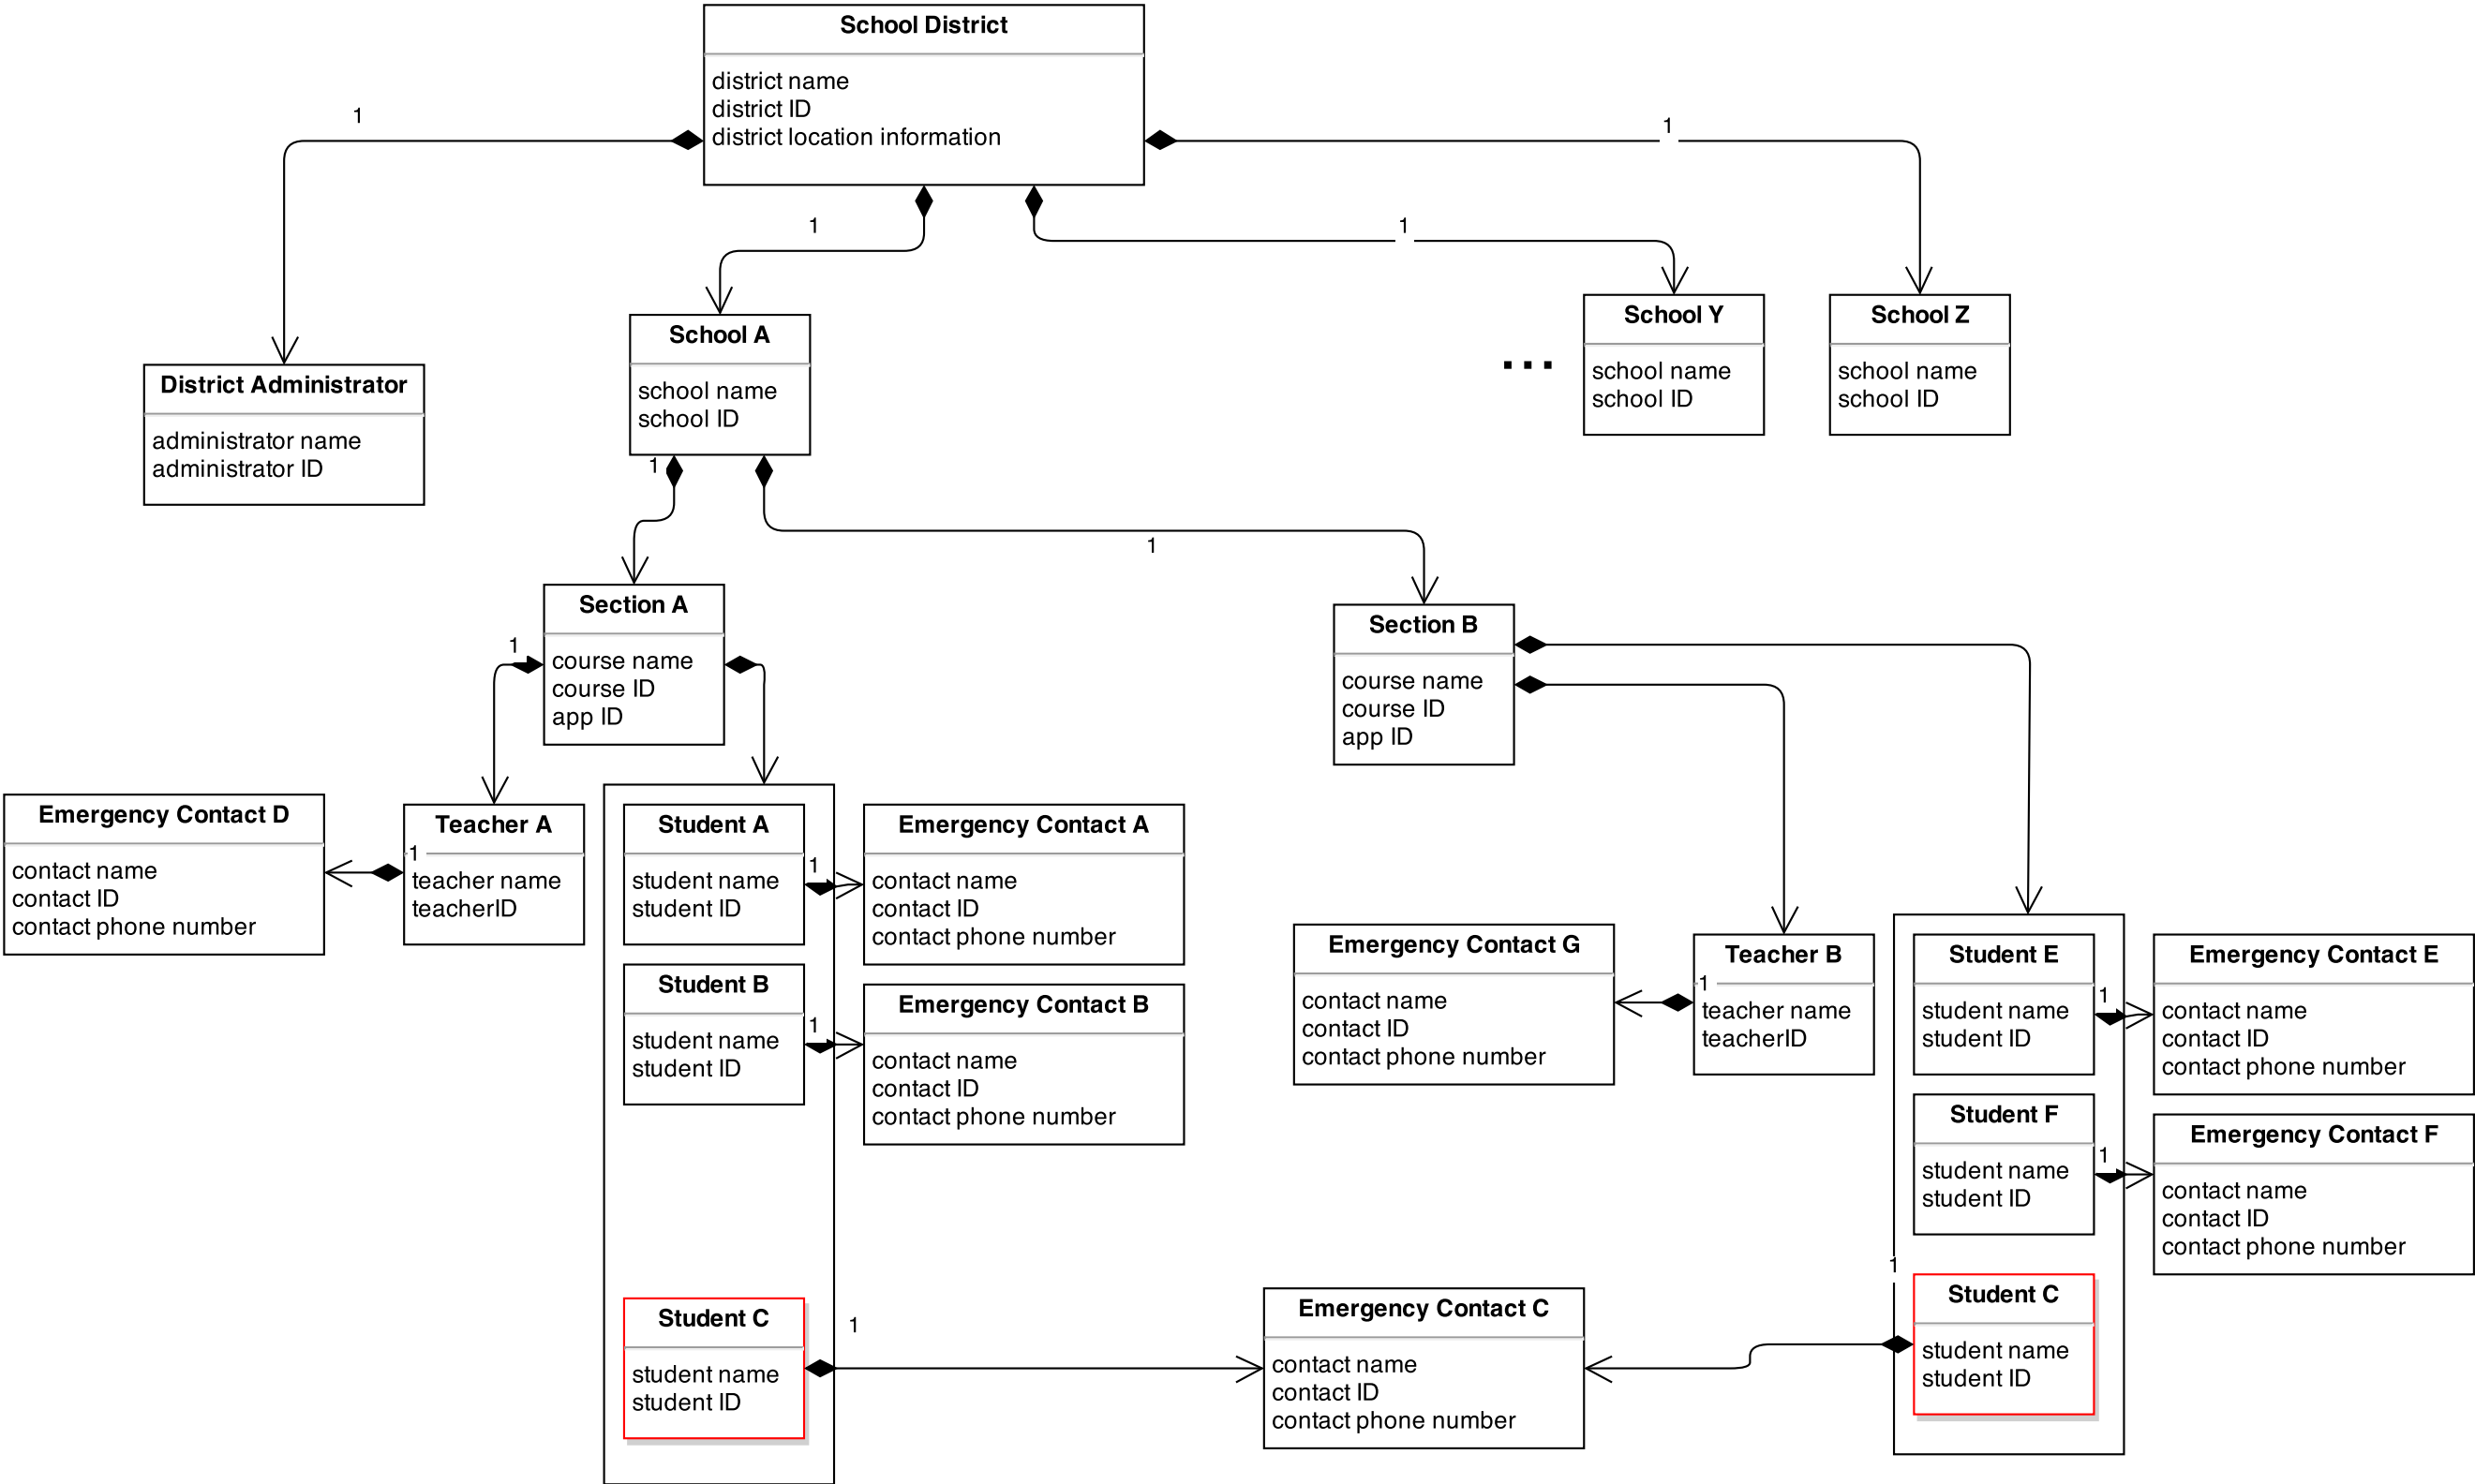 School District
district name
district ID
district location information
1
1
1
1
School A
school name
school ID
School Y
school name
school ID
School Z
school name
school ID
...
District Administrator
administrator name
administrator ID
1
1
Section A
course name
course ID
app ID
Section B
course name
course ID
app ID
1
Emergency Contact D
contact name
contact ID
contact phone number
Teacher A
1
teacher name
teacherID
Student A
student name
student ID
1
Emergency Contact A
contact name
contact ID
contact phone number
Student B
student name
student ID
1
Emergency Contact B
contact name
contact ID
contact phone number
Emergency Contact G
contact name
contact ID
contact phone number
Teacher B
1
teacher name
teacherID
Student E
student name
student ID
1
Emergency Contact E
contact name
contact ID
contact phone number
Student F
student name
student ID
1
Emergency Contact F
contact name
contact ID
contact phone number
Student C
student name
student ID
1
Emergency Contact C
contact name
contact ID
contact phone number
1
Student C
student name
student ID